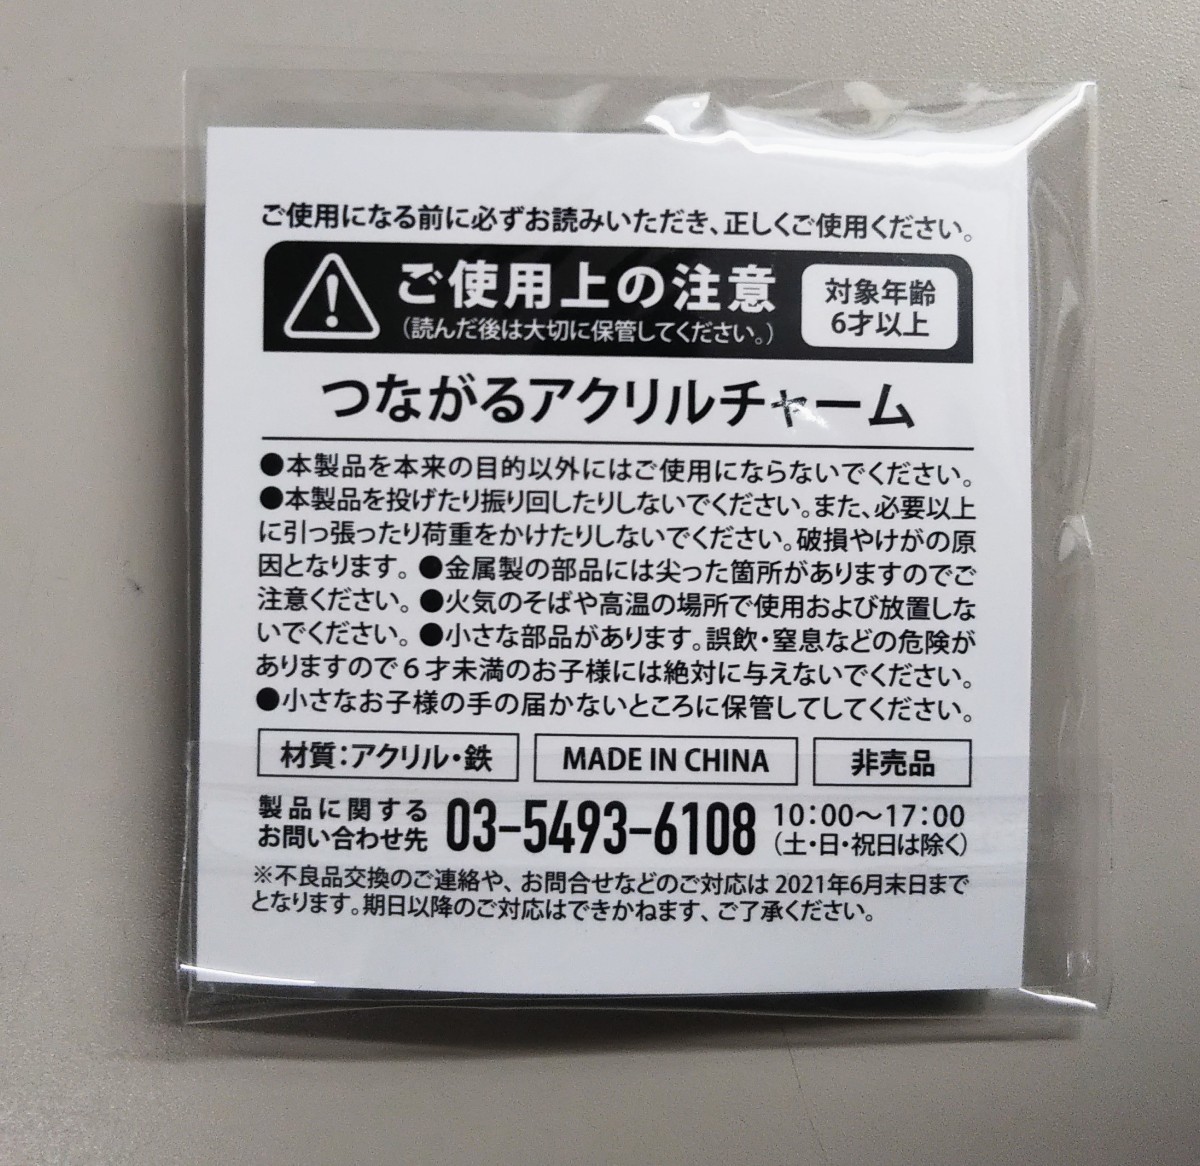 ご使用になる前に必ずお読みいただき、正しくご使用ください。
ご使用上の注意
（読んだ後は大切に保管してください。）
対象年齢
6才以上
つながるアクリルチャーム
●本製品を本来の目的以外にはご使用にならないでください。
●本製品を投げたり振り回したりしないでください。また、必要以上
に引っ張ったり荷重をかけたりしないでください。破損やけがの原
因となります。●金属製の部品には尖った箇所がありますのでご
注意ください。●火気のそばや高温の場所で使用および放置しな
いでください。●小さな部品があります。誤飲・窒息などの危険が
ありますので６才未満のお子様には絶対に与えないでください。
●小さなお子様の手の届かないところに保管してしてください。
材質：アクリル・鉄
MADE IN CHINA
非売品
製品に関する
お問い合わせ先
03-5493-6108
10：00〜17：00
（土・日・祝日は除く）
※不良品交換のご連絡や、お問合せなどのご対応は 2021年6月末日まで
となります。期日以降のご対応はできかねます、ご了承ください。